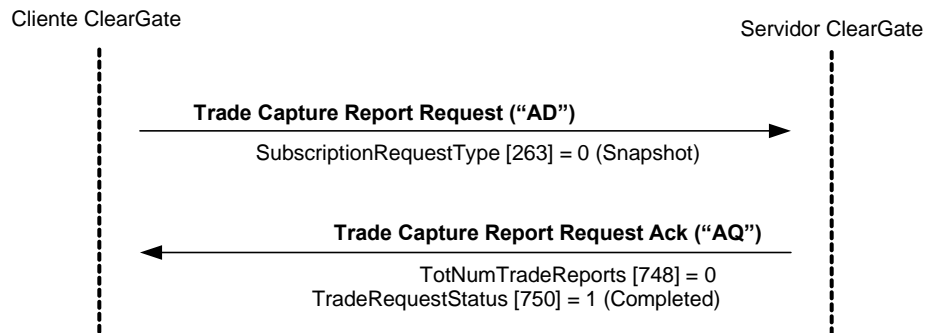 Cliente ClearGate
Servidor ClearGate
Trade Capture Report Request (“AD”)
SubscriptionRequestType [263] = 0 (Snapshot)
Trade Capture Report Request Ack (“AQ”)
TotNumTradeReports [748] = 0
TradeRequestStatus [750] = 1 (Completed)